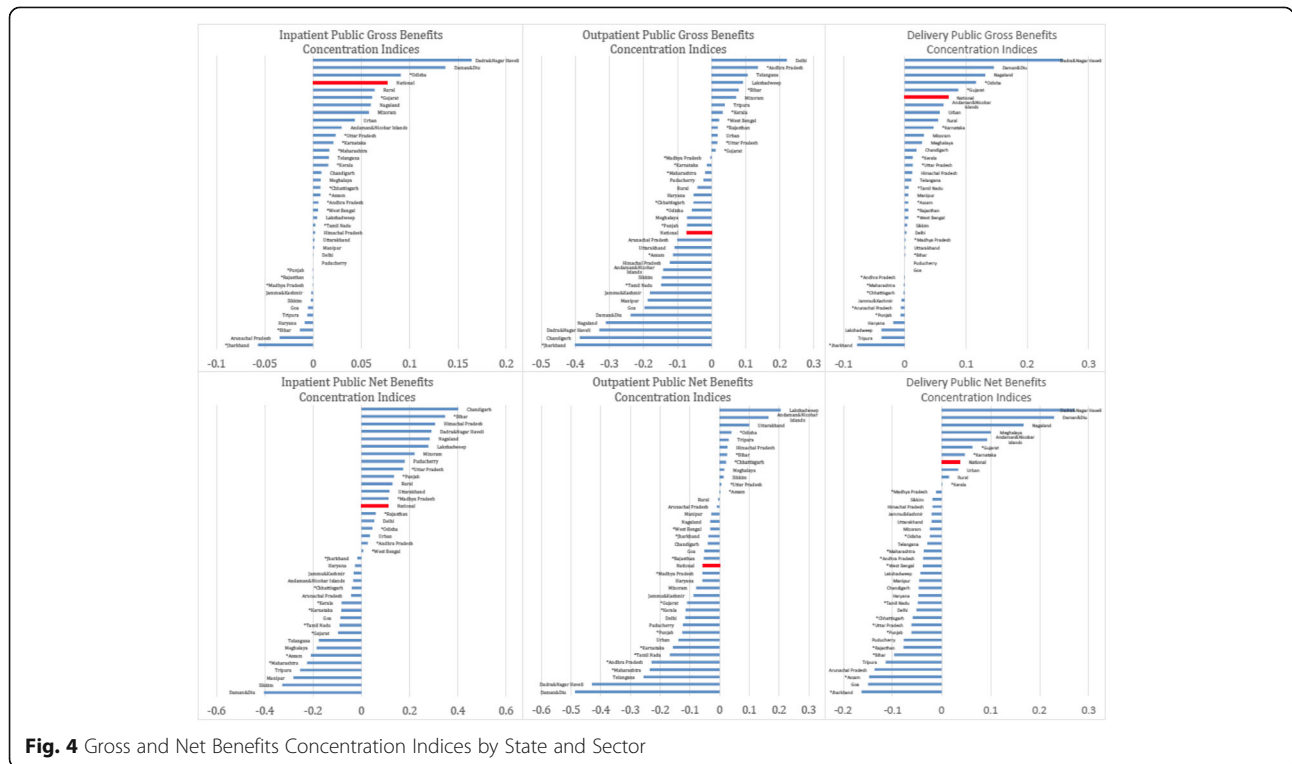 Inpatient Public Gross Benefits
Concentration Indices
Dadra&Nagar Haveli
Daman&Diu
*Odisha
National
Rural
*Gujarat
Nagaland
Mizoram
Urban
Andaman&Nicobar Islands
*Uttar Pradesh
*Karnataka
*Maharashtra
Telangana
*Kerala
Chandigarh
Meghalaya
*Chhattisgarh
*Assam
*Andhra Pradesh
*West Bengal
Lakshadweep
*Tamil Nadu
Himachal Pradesh
Uttarakhand
Manipur
Delhi
Puducherry
*Punjab
*Rajasthan
*Madhya Pradesh
Jammu&Kashmir
Sikkim
Goa
Tripura
Haryana
*Bihar
Arunachal Pradesh
*Jharkhand
-0.1 -0.05 0 0.05 0.1 0.15 0.2
Outpatient Public Gross Benefits
Concentration Indices
Delhi
*Andhra Pradesh
Telangana
Lakshadweep
*Bihar
Mizoram
Tripura
*Kerala
*West Bengal
*Rajasthan
Urban
*Uttar Pradesh
*Gujarat
*Madhya Pradesh
*Karnataka
*Maharashtra
Puducherry
Rural
Haryana
*Chhattisgarh
*Odisha
Meghalaya
*Punjab
National
Arunachal Pradesh
Uttarakhand
*Assam
Himachal Pradesh
Andaman&Nicobar
Islands
Sikkim
*Tamil Nadu
Jammu&Kashmir
Manipur
Goa
Daman&Diu
Nagaland
Dadra&Nagar Haveli
Chandigarh
*Jharkhand
-0.5 -0.4 -0.3 -0.2 -0.1 0 0.1 0.2 0.3
Delivery Public Gross Benefits
Concentration Indices
Dadra&Nagar Haveli
Daman&Diu
Nagaland
*Odisha
*Gujarat
National
Andaman&Nicobar
Islands
Urban
Rural
*Karnataka
Mizoram
Meghalaya
Chandigarh
*Kerala
*Uttar Pradesh
Himachal Pradesh
Telangana
*Tamil Nadu
Manipur
*Assam
*Rajasthan
*West Bengal
Sikkim
Delhi
*Madhya Pradesh
Uttarakhand
*Bihar
Puducherry
Goa
*Andhra Pradesh
*Maharashtra
*Chhattisgarh
Jammu&Kashmir
*Arunachal Pradesh
*Punjab
Haryana
Lakshadweep
Tripura
*Jharkhand
-0.1 0 0.1 0.2 0.3
Inpatient Public Net Benefits
Concentration Indices
Chandigarh
*Bihar
Himachal Pradesh
Dadra&Nagar Haveli
Nagaland
Lakshadweep
Mizoram
Puducherry
*Uttar Pradesh
*Punjab
Rural
Uttarakhand
*Madhya Pradesh
National
*Rajasthan
Delhi
*Odisha
Urban
*Andhra Pradesh
*West Bengal
*Jharkhand
Haryana
Jammu&Kashmir
Andaman&Nicobar Islands
*Chhattisgarh
Arunachal Pradesh
*Kerala
*Karnataka
Goa
*Tamil Nadu
*Gujarat
Telangana
Meghalaya
*Assam
*Maharashtra
Tripura
Manipur
Sikkim
Daman&Diu
-0.6 -0.4 -0.2 0 0.2 0.4 0.6
Outpatient Public Net Benefits
Concentration Indices
Lakshadweep
Andaman&Nicobar
Islands
Uttarakhand
*Odisha
Tripura
Himachal Pradesh
*Bihar
*Chhattisgarh
Meghalaya
Sikkim
*Uttar Pradesh
*Assam
Rural
Arunachal Pradesh
Manipur
Nagaland
*West Bengal
*Jharkhand
Chandigarh
Goa
*Rajasthan
National
*Madhya Pradesh
Haryana
Mizoram
Jammu&Kashmir
*Gujarat
*Kerala
Delhi
Puducherry
*Punjab
Urban
*Karnataka
*Tamil Nadu
*Andhra Pradesh
*Maharashtra
Telangana
Dadra&Nagar Haveli
Daman&Diu
-0.6 -0.5 -0.4 -0.3 -0.2 -0.1 0 0.1 0.2 0.3
Delivery Public Net Benefits
Concentration Indices
Dadra&Nagar Haveli
Daman&Diu
Nagaland
Meghalaya
Andaman&Nicobar
Islands
*Gujarat
*Karnataka
National
Urban
Rural
*Kerala
*Madhya Pradesh
Sikkim
Himachal Pradesh
Jammu&Kashmir
Uttarakhand
Mizoram
*Odisha
Telangana
*Maharashtra
*Andhra Pradesh
*West Bengal
Lakshadweep
Manipur
Chandigarh
Haryana
*Tamil Nadu
Delhi
*Chhattisgarh
*Uttar Pradesh
*Punjab
Puducherry
*Rajasthan
*Bihar
Tripura
Arunachal Pradesh
*Assam
Goa
*Jharkhand
-0.2 -0.1 0 0.1 0.2 0.3
Fig. 4 Gross and Net Benefits Concentration Indices by State and Sector